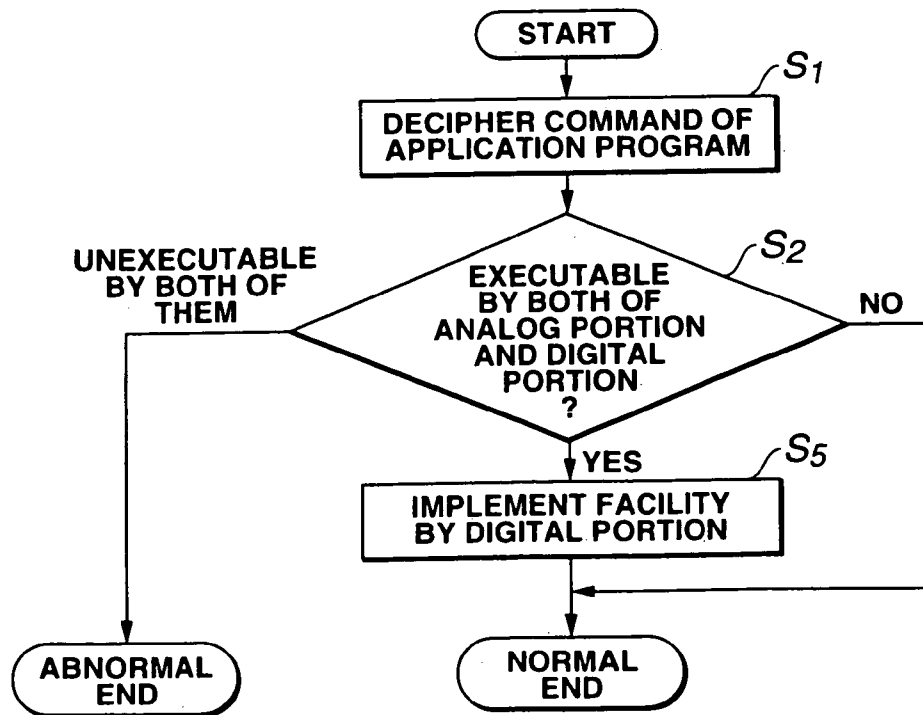 START
S1
DECIPHER COMMAND OF
APPLICATION PROGRAM
S2
UNEXECUTABLE
BY BOTH OF
THEM
EXECUTABLE
BY BOTH OF
ANALOG PORTION
AND DIGITAL
PORTION
?
NO
YES
S5
IMPLEMENT FACILITY
BY DIGITAL PORTION
ABNORMAL
END
NORMAL
END